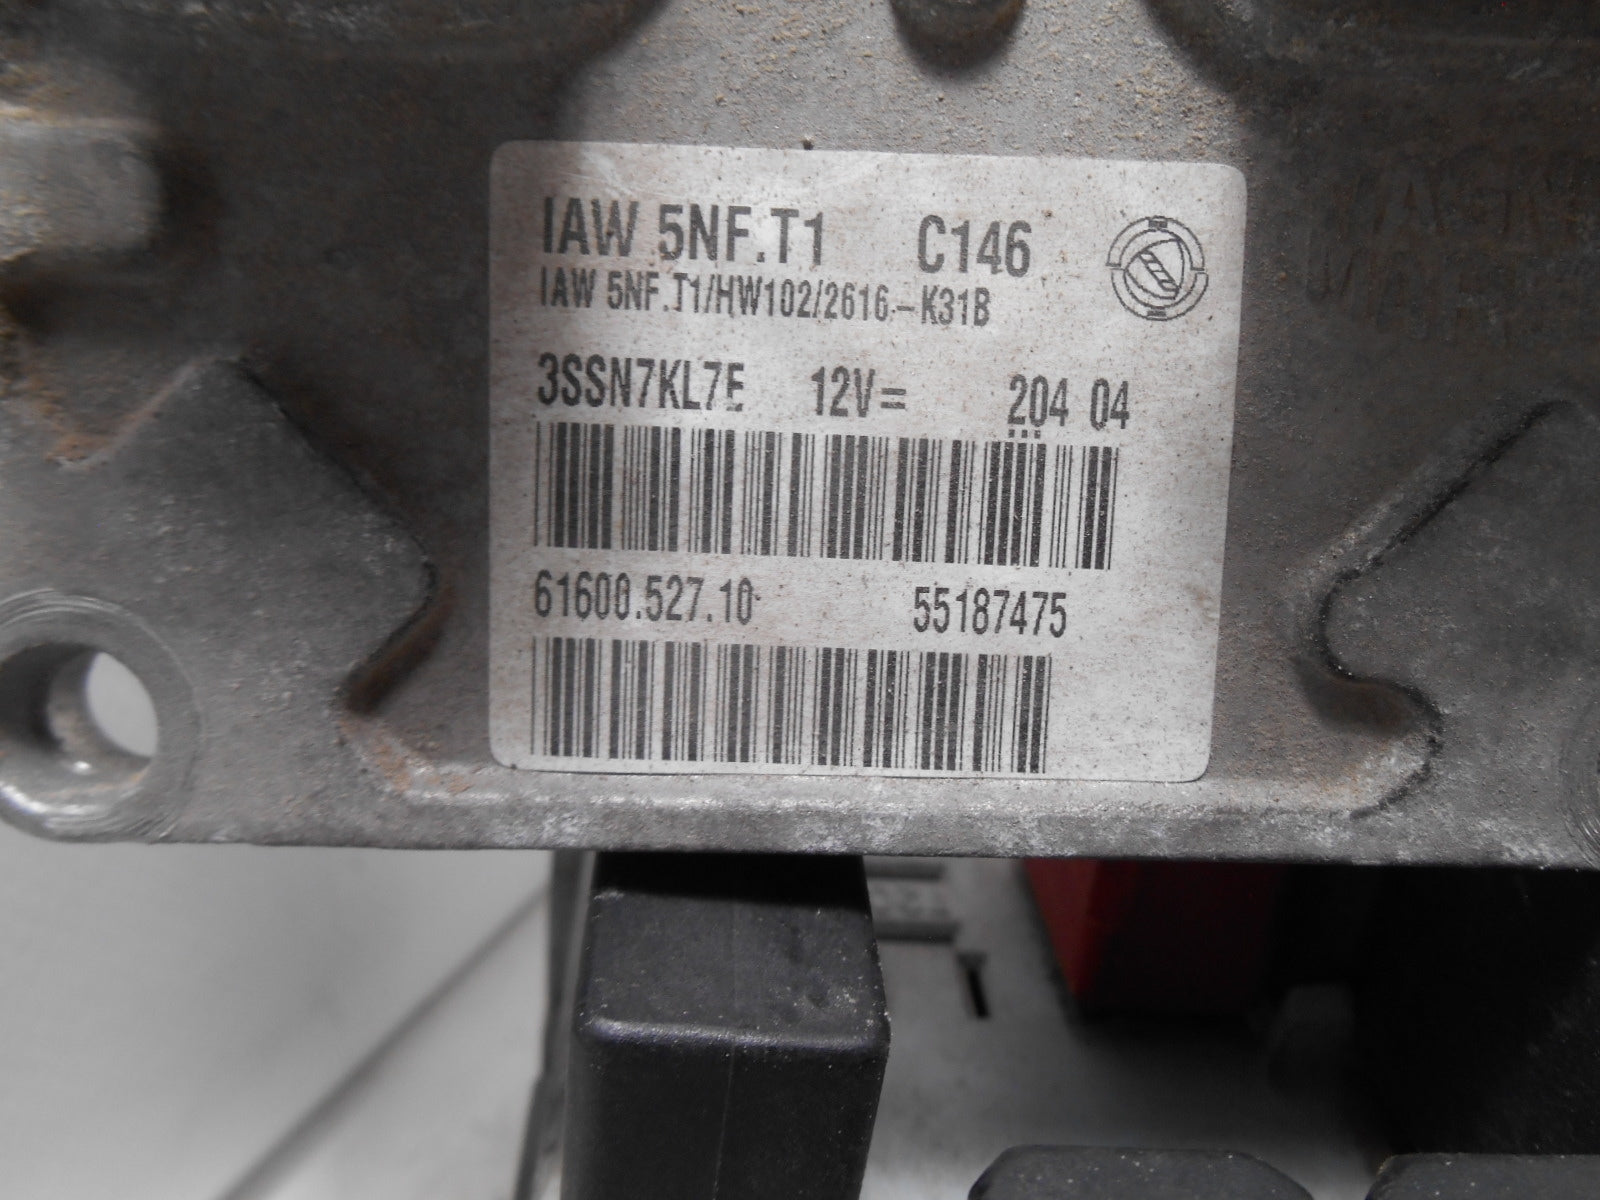 IAW 5NF.T1 C146
IAW 5NF.T1/HW102/2616-K31B
3SSN7KL7E 12V= 204 04
61600.527.10 55187475